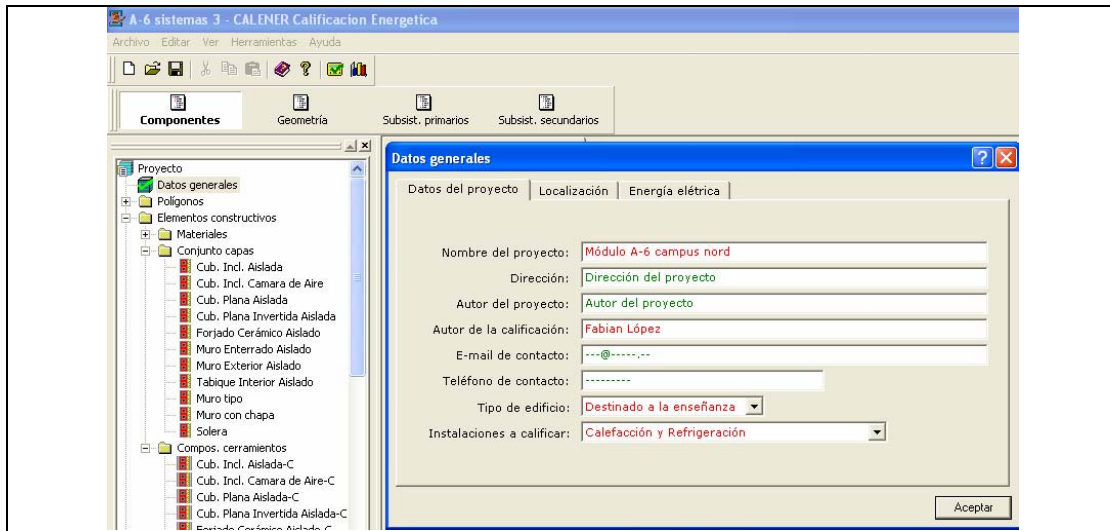 A-6 sistemas 3 - CALENER Calificacion Energetica
Archivo Editar Ver Herramientas Ayuda
Componentes Geometría Subsist. primarios Subsist. secundarios
Proyecto
Datos generales
Polígonos
Elementos constructivos
Materiales
Conjunto capas
Cub. Incl. Aislada
Cub. Incl. Camara de Aire
Cub. Plana Aislada
Cub. Plana Invertida Aislada
Forjado Cerámico Aislado
Muro Enterrado Aislado
Muro Exterior Aislado
Tabique Interior Aislado
Muro tipo
Muro con chapa
Solera
Compos. cerramientos
Cub. Incl. Aislada-C
Cub. Incl. Camara de Aire-C
Cub. Plana Aislada-C
Cub. Plana Invertida Aislada-C
Forjado Cerámico Aislado-C
Datos generales
Datos del proyecto Localización Energía elétrica
Nombre del proyecto: Módulo A-6 campus nord
Dirección: Dirección del proyecto
Autor del proyecto: Autor del proyecto
Autor de la calificación: Fabian López
E-mail de contacto: ---@-----.--
Teléfono de contacto: ---------
Tipo de edificio: Destinado a la enseñanza
Instalaciones a calificar: Calefacción y Refrigeración
Aceptar